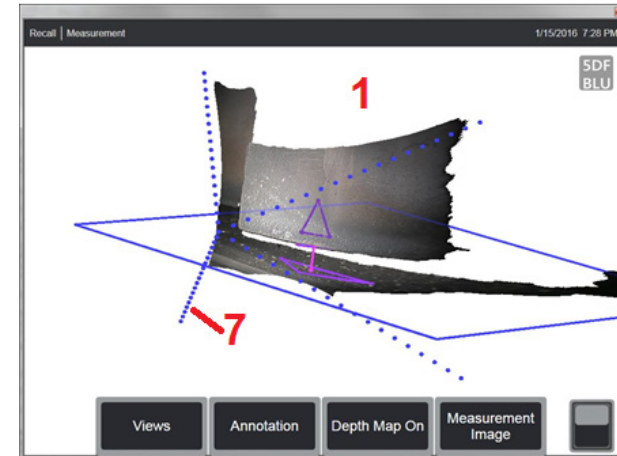 Recall | Measurement
1/15/2016 7:28 PM
5DF
BLU
1
7
Views
Annotation
Depth Map On
Measurement
Image